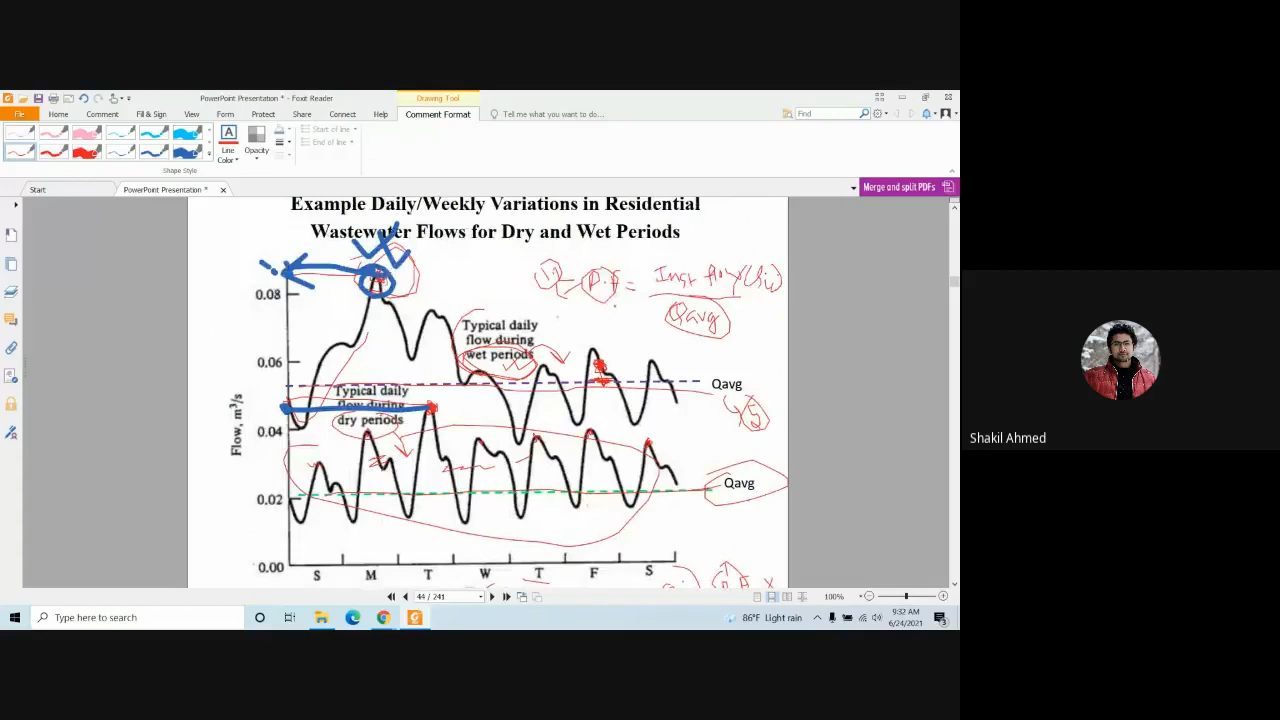 PowerPoint Presentation * - Foxit Reader
Drawing Tool
File Home Comment Fill & Sign View Form Protect Share Connect Help Comment Format Tell me what you want to do... Find
Line Color
Opacity
Start of line
End of line
Shape Style
Start
PowerPoint Presentation *
Merge and split PDFs
Example Daily/Weekly Variations in Residential
Wastewater Flows for Dry and Wet Periods
P.F = Inst flow
Qavg
0.08
Typical daily
flow during
wet periods
0.06
Qavg
5
Typical daily
flow during
dry periods
Flow, m³/s
0.04
Qavg
0.02
0.00
S M T W T F S
44 / 241
100%
Type here to search
86°F Light rain
9:32 AM
6/24/2021
3
Shakil Ahmed